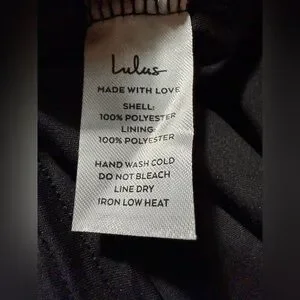 Lulus
MADE WITH LOVE
SHELL:
100% POLYESTER
LINING:
100% POLYESTER
HAND WASH COLD
DO NOT BLEACH
LINE DRY
IRON LOW HEAT